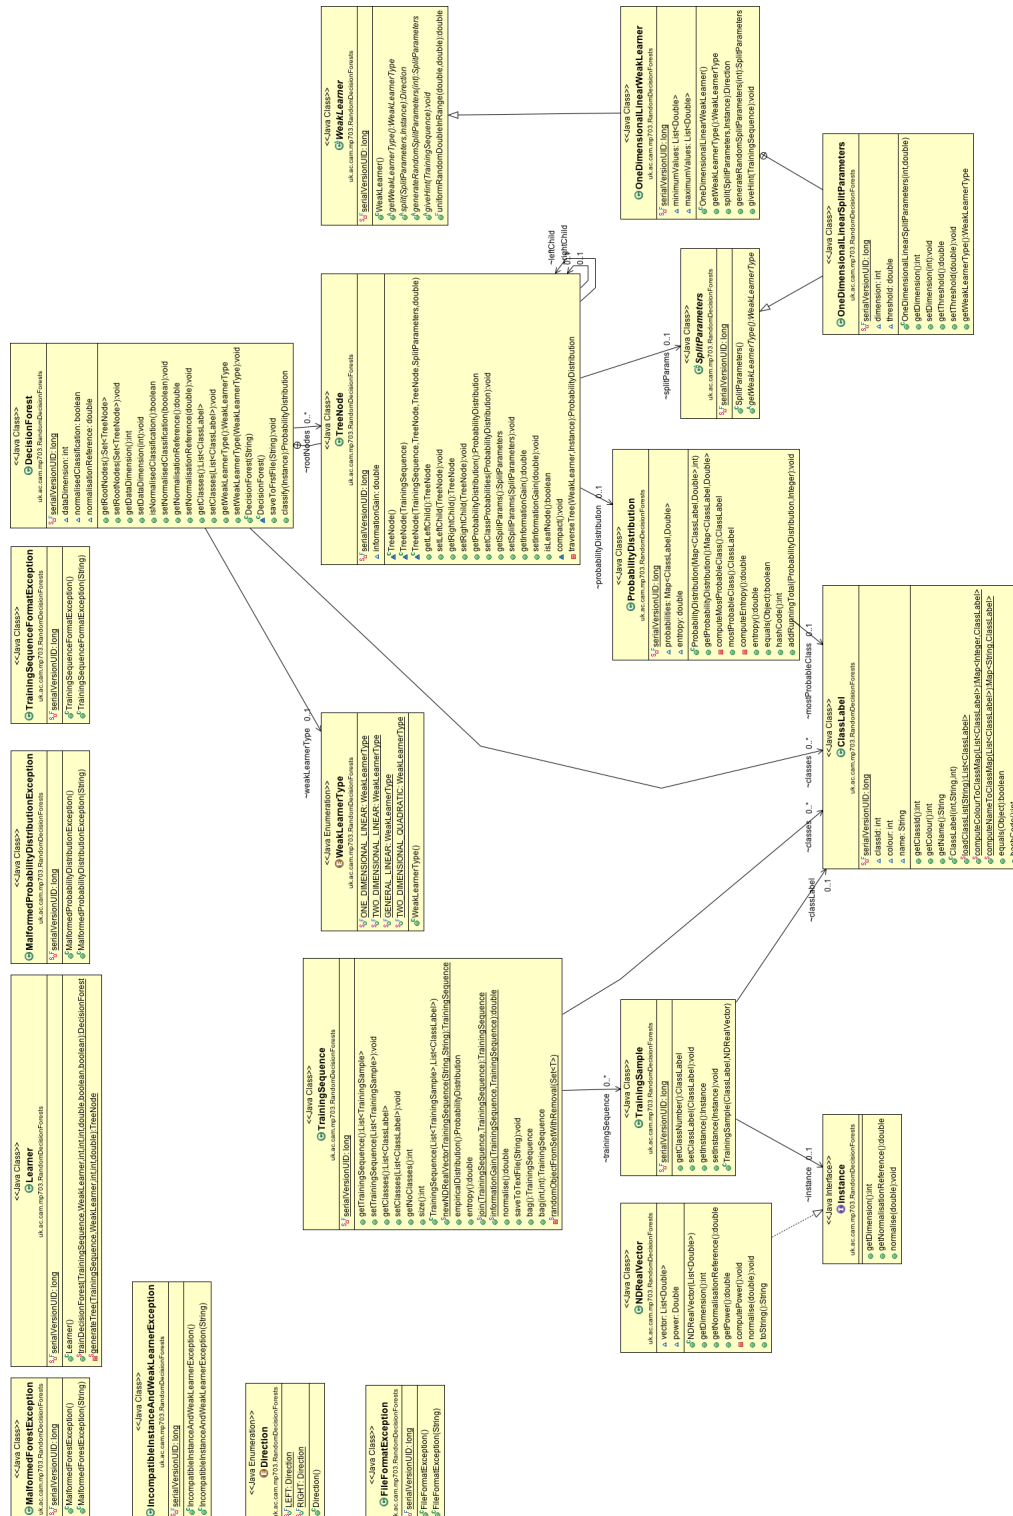 <<Java Class>>
MalformedForestException
uk.ac.cam.mp703.RandomDecisionForests
serialVersionUID: long
MalformedForestException()
MalformedForestException(String)
<<Java Class>>
Learner
uk.ac.cam.mp703.RandomDecisionForests
serialVersionUID: long
Learner()
trainDecisionForest(TrainingSequence,WeakLearner,int,int,int,double,boolean,boolean):DecisionForest
generateTree(TrainingSequence,WeakLearner,int,int,double):TreeNode
<<Java Class>>
MalformedProbabilityDistributionException
uk.ac.cam.mp703.RandomDecisionForests
serialVersionUID: long
MalformedProbabilityDistributionException()
MalformedProbabilityDistributionException(String)
<<Java Class>>
TrainingSequenceFormatException
uk.ac.cam.mp703.RandomDecisionForests
serialVersionUID: long
TrainingSequenceFormatException()
TrainingSequenceFormatException(String)
<<Java Class>>
DecisionForest
uk.ac.cam.mp703.RandomDecisionForests
serialVersionUID: long
dataDimension: int
normalisedClassification: boolean
normalisationReference: double
getRootNodes():Set<TreeNode>
setRootNodes(Set<TreeNode>):void
getDataDimension():int
setDataDimension(int):void
isNormalisedClassification():boolean
setNormalisedClassification(boolean):void
getNormalisationReference():double
setNormalisationReference(double):void
getClasses():List<ClassLabel>
setClasses(List<ClassLabel>):void
getWeakLearnerType():WeakLearnerType
setWeakLearnerType(WeakLearnerType):void
DecisionForest(String)
DecisionForest()
saveToFrstFile(String):void
classify(Instance):ProbabilityDistribution
<<Java Class>>
IncompatibleInstanceAndWeakLearnerException
uk.ac.cam.mp703.RandomDecisionForests
serialVersionUID: long
IncompatibleInstanceAndWeakLearnerException()
IncompatibleInstanceAndWeakLearnerException(String)
<<Java Enumeration>>
Direction
uk.ac.cam.mp703.RandomDecisionForests
LEFT: Direction
RIGHT: Direction
Direction()
<<Java Class>>
FileFormatException
uk.ac.cam.mp703.RandomDecisionForests
serialVersionUID: long
FileFormatException()
FileFormatException(String)
<<Java Class>>
TrainingSequence
uk.ac.cam.mp703.RandomDecisionForests
serialVersionUID: long
getTrainingSequence():List<TrainingSample>
setTrainingSequence(List<TrainingSample>):void
getClasses():List<ClassLabel>
setClasses(List<ClassLabel>):void
getNoClasses():int
size():int
TrainingSequence(List<TrainingSample>,List<ClassLabel>)
newNDRealVectorTrainingSequence(String,String):TrainingSequence
empiricalDistribution():ProbabilityDistribution
entropy():double
join(TrainingSequence,TrainingSequence):TrainingSequence
informationGain(TrainingSequence,TrainingSequence):double
normalise():double
saveToTextFile(String):void
bag():TrainingSequence
bag(int,int):TrainingSequence
randomObjectFromSetWithRemoval(Set<T>)
<<Java Enumeration>>
WeakLearnerType
uk.ac.cam.mp703.RandomDecisionForests
ONE_DIMENSIONAL_LINEAR: WeakLearnerType
TWO_DIMENSIONAL_LINEAR: WeakLearnerType
GENERAL_LINEAR: WeakLearnerType
TWO_DIMENSIONAL_QUADRATIC: WeakLearnerType
WeakLearnerType()
~weakLearnerType 0..1
~rootNodes 0..*
<<Java Class>>
TreeNode
uk.ac.cam.mp703.RandomDecisionForests
serialVersionUID: long
informationGain: double
TreeNode()
TreeNode(TrainingSequence)
TreeNode(TrainingSequence,TreeNode,TreeNode,SplitParameters,double)
getLeftChild():TreeNode
setLeftChild(TreeNode):void
getRightChild():TreeNode
setRightChild(TreeNode):void
getProbabilityDistribution():ProbabilityDistribution
setClassProbabilities(ProbabilityDistribution):void
getSplitParams():SplitParameters
setSplitParams(SplitParameters):void
getInformationGain():double
setInformationGain(double):void
isLeafNode():boolean
compact():void
traverseTree(WeakLearner,Instance):ProbabilityDistribution
~leftChild
0..1
~rightChild
0..1
<<Java Class>>
WeakLearner
uk.ac.cam.mp703.RandomDecisionForests
serialVersionUID: long
WeakLearner()
getWeakLearnerType():WeakLearnerType
split(SplitParameters,Instance):Direction
generateRandomSplitParameters(int):SplitParameters
giveHint(TrainingSequence):void
uniformRandomDoubleInRange(double,double):double
~trainingSequence 0..*
~probabilityDistribution 0..1
~splitParams 0..1
<<Java Class>>
NDRealVector
uk.ac.cam.mp703.RandomDecisionForests
vector: List<Double>
power: Double
NDRealVector(List<Double>)
getDimension():int
getNormalisationReference():double
getPower():double
computePower():void
normalise(double):void
toString():String
<<Java Class>>
TrainingSample
uk.ac.cam.mp703.RandomDecisionForests
serialVersionUID: long
getClassNumber():ClassLabel
setClassLabel(ClassLabel):void
getInstance():Instance
setInstance(Instance):void
TrainingSample(ClassLabel,NDRealVector)
<<Java Class>>
ProbabilityDistribution
uk.ac.cam.mp703.RandomDecisionForests
serialVersionUID: long
probabilities: Map<ClassLabel,Double>
entropy: double
ProbabilityDistribution(Map<ClassLabel,Double>,int)
getProbabilityDistribution():Map<ClassLabel,Double>
computeMostProbableClass():ClassLabel
mostProbableClass():ClassLabel
computeEntropy():double
entropy():double
equals(Object):boolean
hashCode():int
addRunningTotal(ProbabilityDistribution,Integer):void
<<Java Class>>
SplitParameters
uk.ac.cam.mp703.RandomDecisionForests
serialVersionUID: long
SplitParameters()
getWeakLearnerType():WeakLearnerType
<<Java Class>>
OneDimensionalLinearWeakLearner
uk.ac.cam.mp703.RandomDecisionForests
serialVersionUID: long
minimumValues: List<Double>
maximumValues: List<Double>
OneDimensionalLinearWeakLearner()
getWeakLearnerType():WeakLearnerType
split(SplitParameters,Instance):Direction
generateRandomSplitParameters(int):SplitParameters
giveHint(TrainingSequence):void
~instance 0..1
~classLabel
0..1
~classes 0..*
~classes 0..*
~mostProbableClass 0..1
<<Java Interface>>
Instance
uk.ac.cam.mp703.RandomDecisionForests
getDimension():int
getNormalisationReference():double
normalise(double):void
<<Java Class>>
ClassLabel
uk.ac.cam.mp703.RandomDecisionForests
serialVersionUID: long
classId: int
colour: int
name: String
getClassId():int
getColour():int
getName():String
ClassLabel(int,String,int)
loadClassList(String):List<ClassLabel>
computeColourToClassMap(List<ClassLabel>):Map<Integer,ClassLabel>
computeNameToClassMap(List<ClassLabel>):Map<String,ClassLabel>
equals(Object):boolean
hashCode():int
<<Java Class>>
OneDimensionalLinearSplitParameters
uk.ac.cam.mp703.RandomDecisionForests
serialVersionUID: long
dimension: int
threshold: double
OneDimensionalLinearSplitParameters(int,double)
getDimension():int
setDimension(int):void
getThreshold():double
setThreshold(double):void
getWeakLearnerType():WeakLearnerType